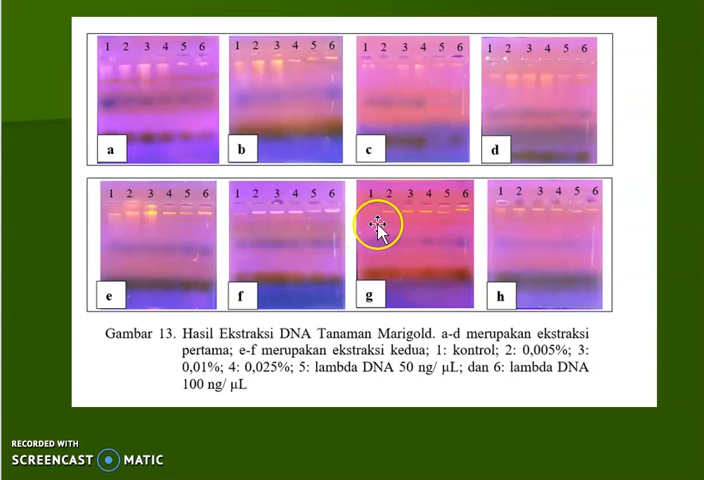 1 2 3 4 5 6
1 2 3 4 5 6
1 2 3 4 5 6
1 2 3 4 5 6
a
b
c
d
1 2 3 4 5 6
1 2 3 4 5 6
1 2 3 4 5 6
1 2 3 4 5 6
e
f
g
h
Gambar 13. Hasil Ekstraksi DNA Tanaman Marigold. a-d merupakan ekstraksi
pertama; e-f merupakan ekstraksi kedua; 1: kontrol; 2: 0,005%; 3:
0,01%; 4: 0,025%; 5: lambda DNA 50 ng/ µL; dan 6: lambda DNA
100 ng/ µL
RECORDED WITH
SCREENCAST MATIC